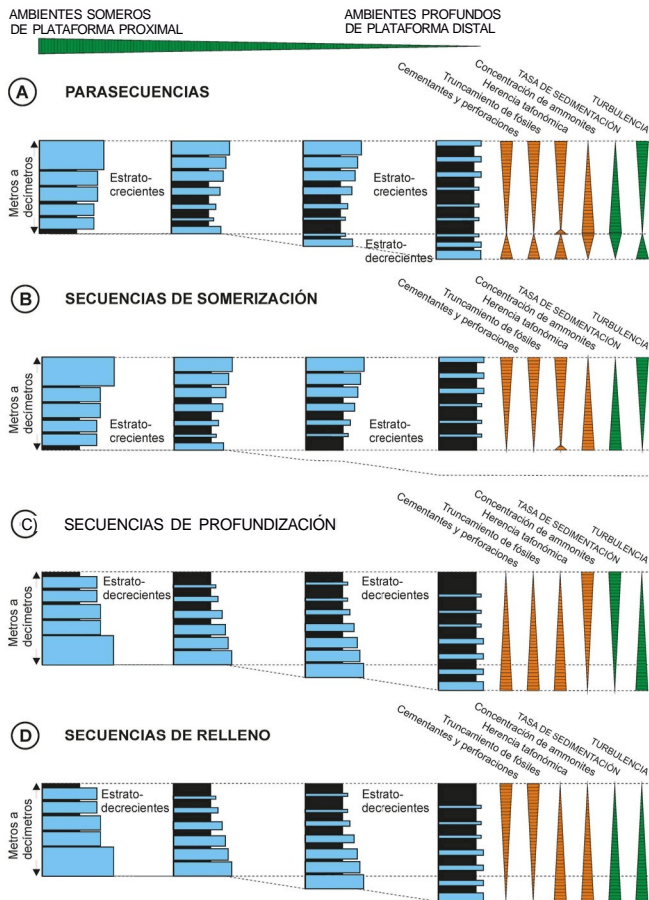 AMBIENTES SOMEROS
DE PLATAFORMA PROXIMAL
AMBIENTES PROFUNDOS
DE PLATAFORMA DISTAL
A PARASECUENCIAS
Cementantes y perforaciones
Truncamiento de fósiles
Herencia tafonómica
Concentración de ammonites
TASA DE SEDIMENTACIÓN
TURBULENCIA
Metros a
decímetros
Estrato-
crecientes
Estrato-
crecientes
Estrato-
decrecientes
B SECUENCIAS DE SOMERIZACIÓN
Cementantes y perforaciones
Truncamiento de fósiles
Herencia tafonómica
Concentración de ammonites
TASA DE SEDIMENTACIÓN
TURBULENCIA
Metros a
decímetros
Estrato-
crecientes
Estrato-
crecientes
C SECUENCIAS DE PROFUNDIZACIÓN
Cementantes y perforaciones
Truncamiento de fósiles
Herencia tafonómica
Concentración de ammonites
TASA DE SEDIMENTACIÓN
TURBULENCIA
Metros a
decímetros
Estrato-
decrecientes
Estrato-
decrecientes
D SECUENCIAS DE RELLENO
Cementantes y perforaciones
Truncamiento de fósiles
Herencia tafonómica
Concentración de ammonites
TASA DE SEDIMENTACIÓN
TURBULENCIA
Metros a
decímetros
Estrato-
decrecientes
Estrato-
decrecientes